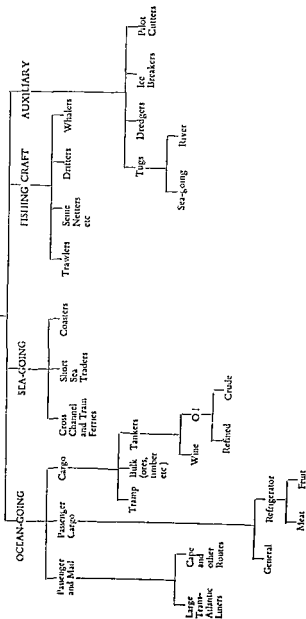 OCEAN-GOING
SEA-GOING
FISHING CRAFT
AUXILIARY
Passenger
and Mail
Passenger
Cargo
Cargo
Cross
Channel
and Train
Ferries
Short
Sea
Traders
Coasters
Trawlers
Seine
Netters
etc
Drifters
Whalers
Tugs
Dredgers
Ice
Breakers
Pilot
Cutters
Large
Trans-
Atlantic
Liners
Cape
and
other
Routes
Tramp
Bulk
(ores,
timber
etc)
Tankers
Sea-going
River
Wine
Oil
General
Refrigerator
Refined
Crude
Meat
Fruit